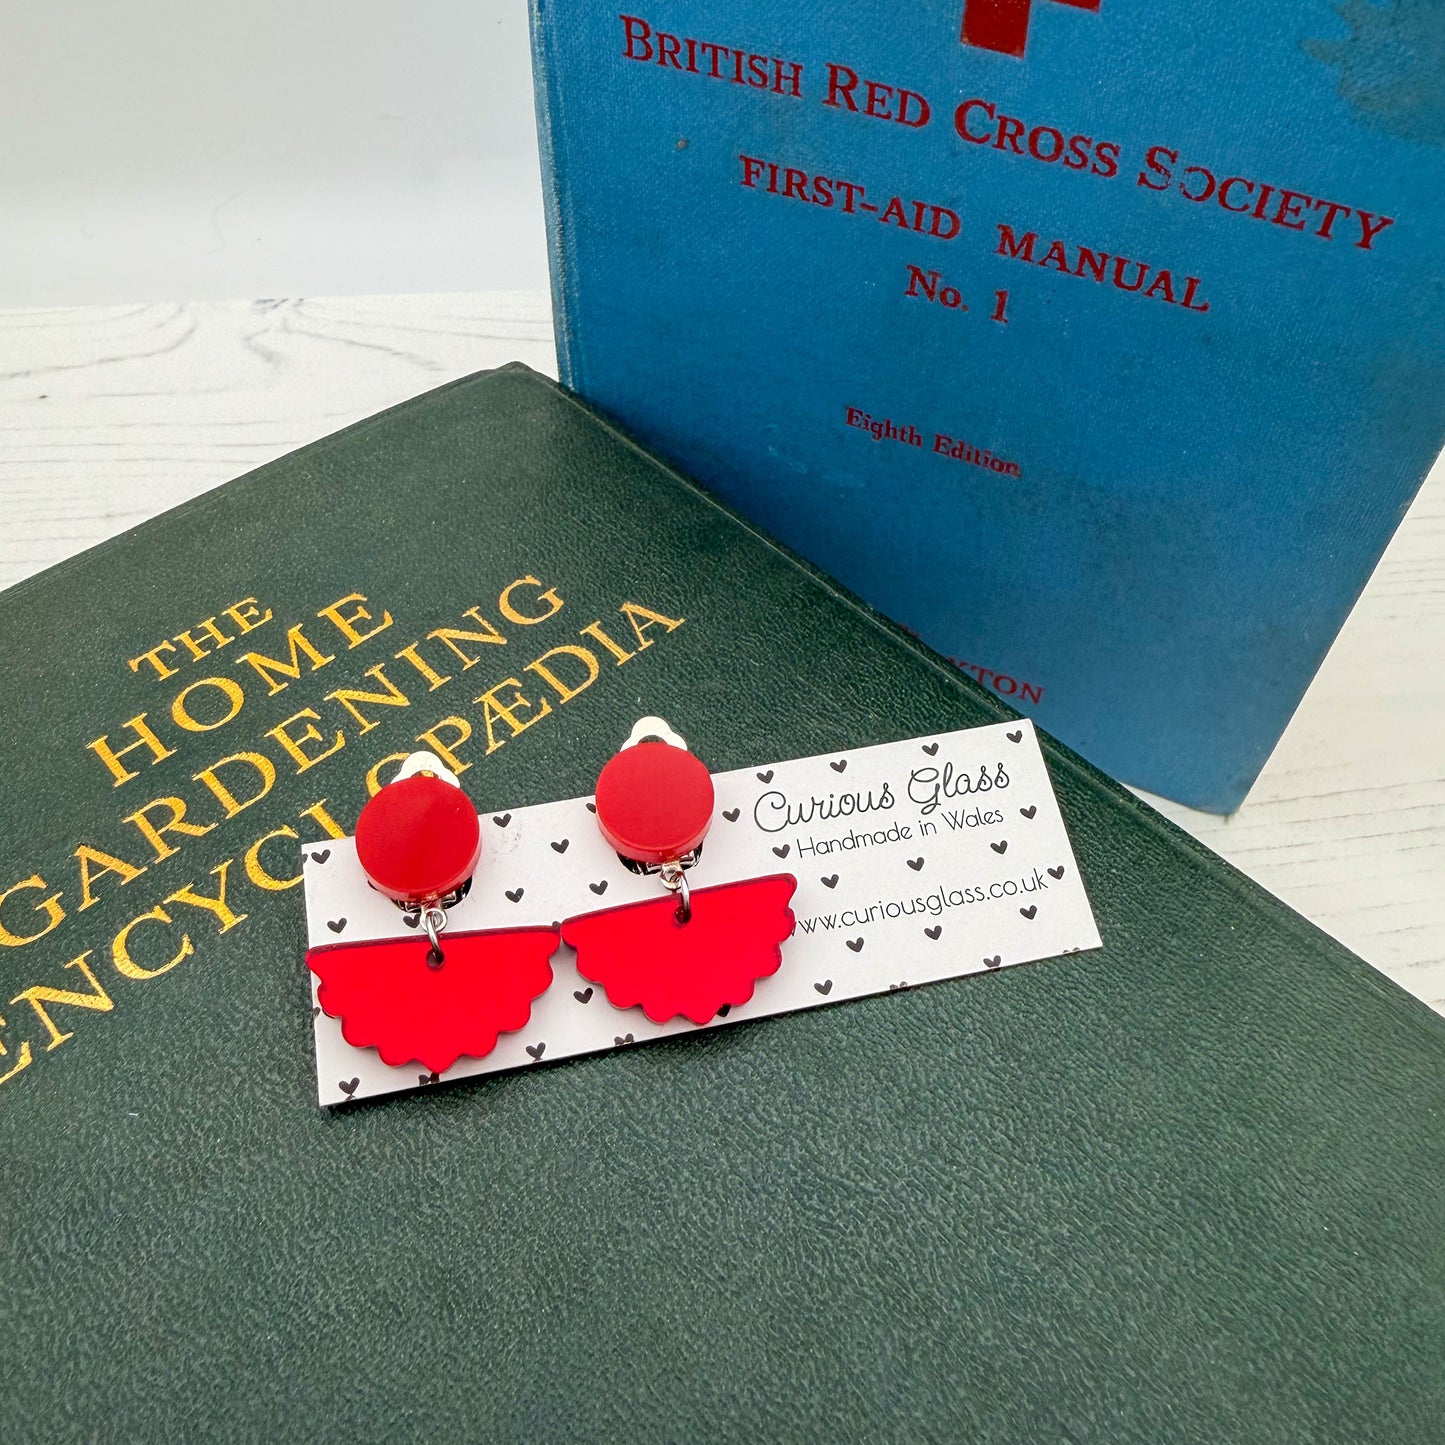 BRITISH RED CROSS SOCIETY
FIRST-AID MANUAL
No. 1
Eighth Edition
THE
HOME
GARDENING
ENCYCLOPÆDIA
Curious Glass
Handmade in Wales
www.curiousglass.co.uk